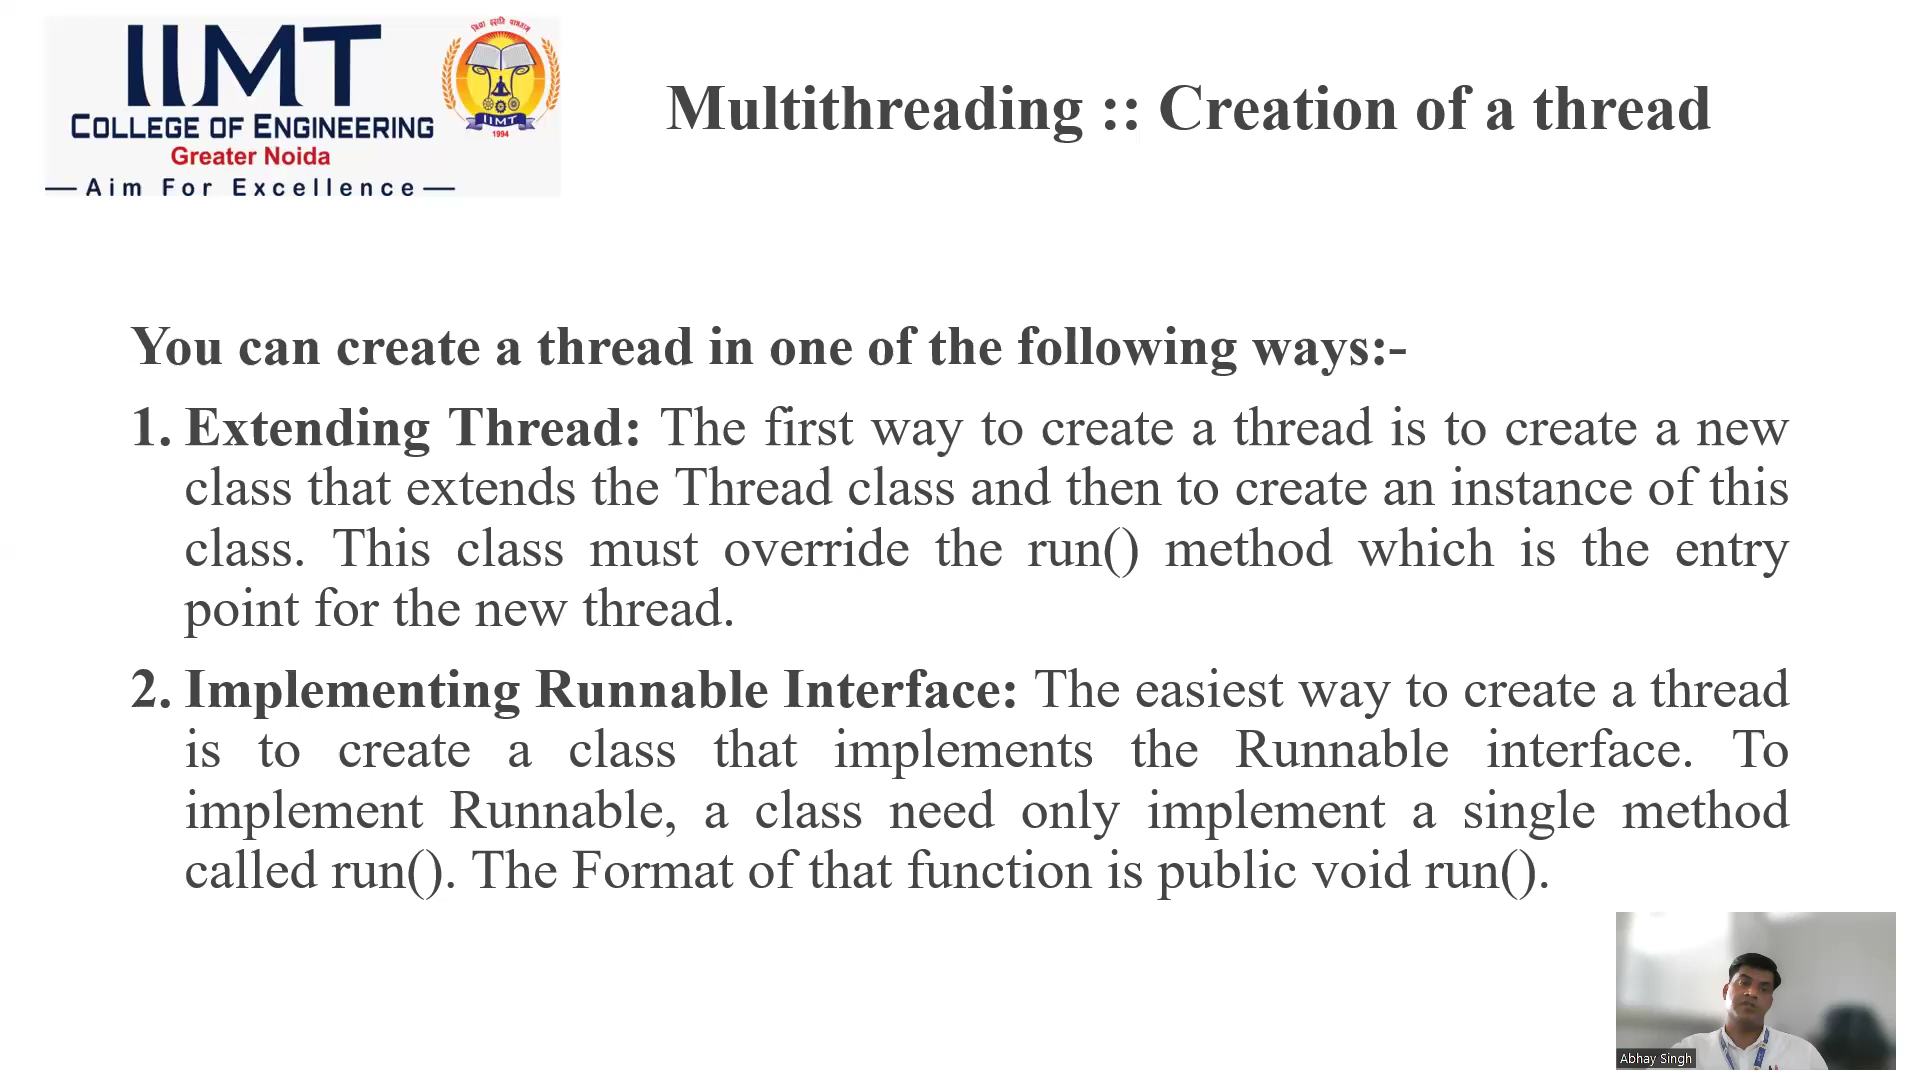 IIMT
COLLEGE OF ENGINEERING
Greater Noida
Aim For Excellence
IIMT
1994
Multithreading :: Creation of a thread
You can create a thread in one of the following ways:-
1. Extending Thread: The first way to create a thread is to create a new
class that extends the Thread class and then to create an instance of this
class. This class must override the run() method which is the entry
point for the new thread.
2. Implementing Runnable Interface: The easiest way to create a thread
is to create a class that implements the Runnable interface. To
implement Runnable, a class need only implement a single method
called run(). The Format of that function is public void run().
Abhay Singh